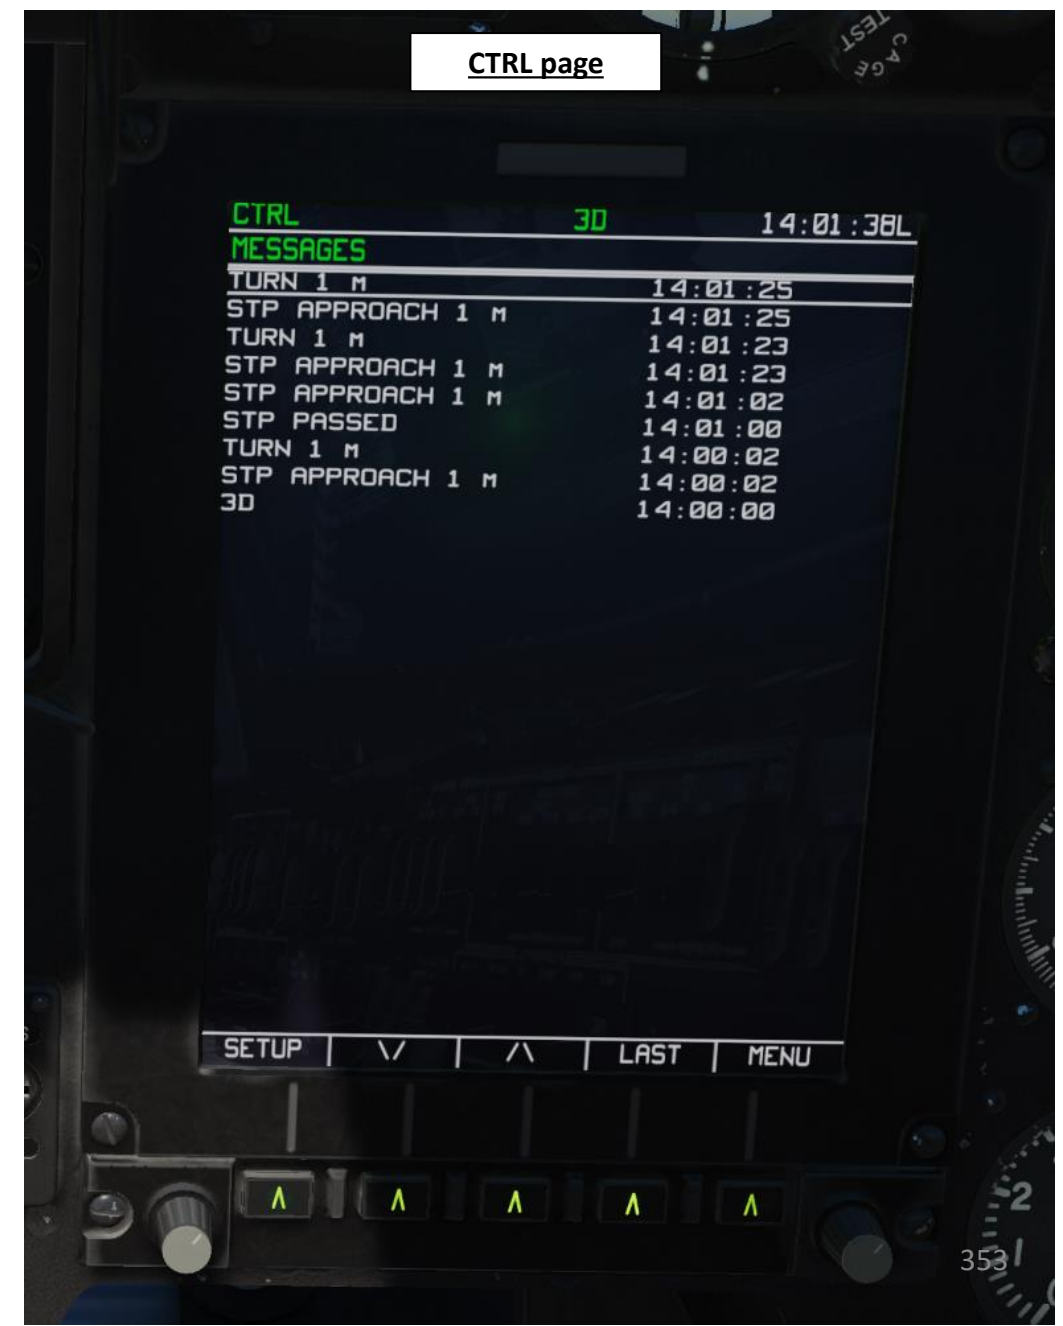 CTRL page
CAGE TEST
CTRL 3D 14:01:38L
MESSAGES
TURN 1 M 14:01:25
STP APPROACH 1 M 14:01:25
TURN 1 M 14:01:23
STP APPROACH 1 M 14:01:23
STP APPROACH 1 M 14:01:02
STP PASSED 14:01:00
TURN 1 M 14:00:02
STP APPROACH 1 M 14:00:02
3D 14:00:00
SETUP \/ /\ LAST MENU
2
1
353